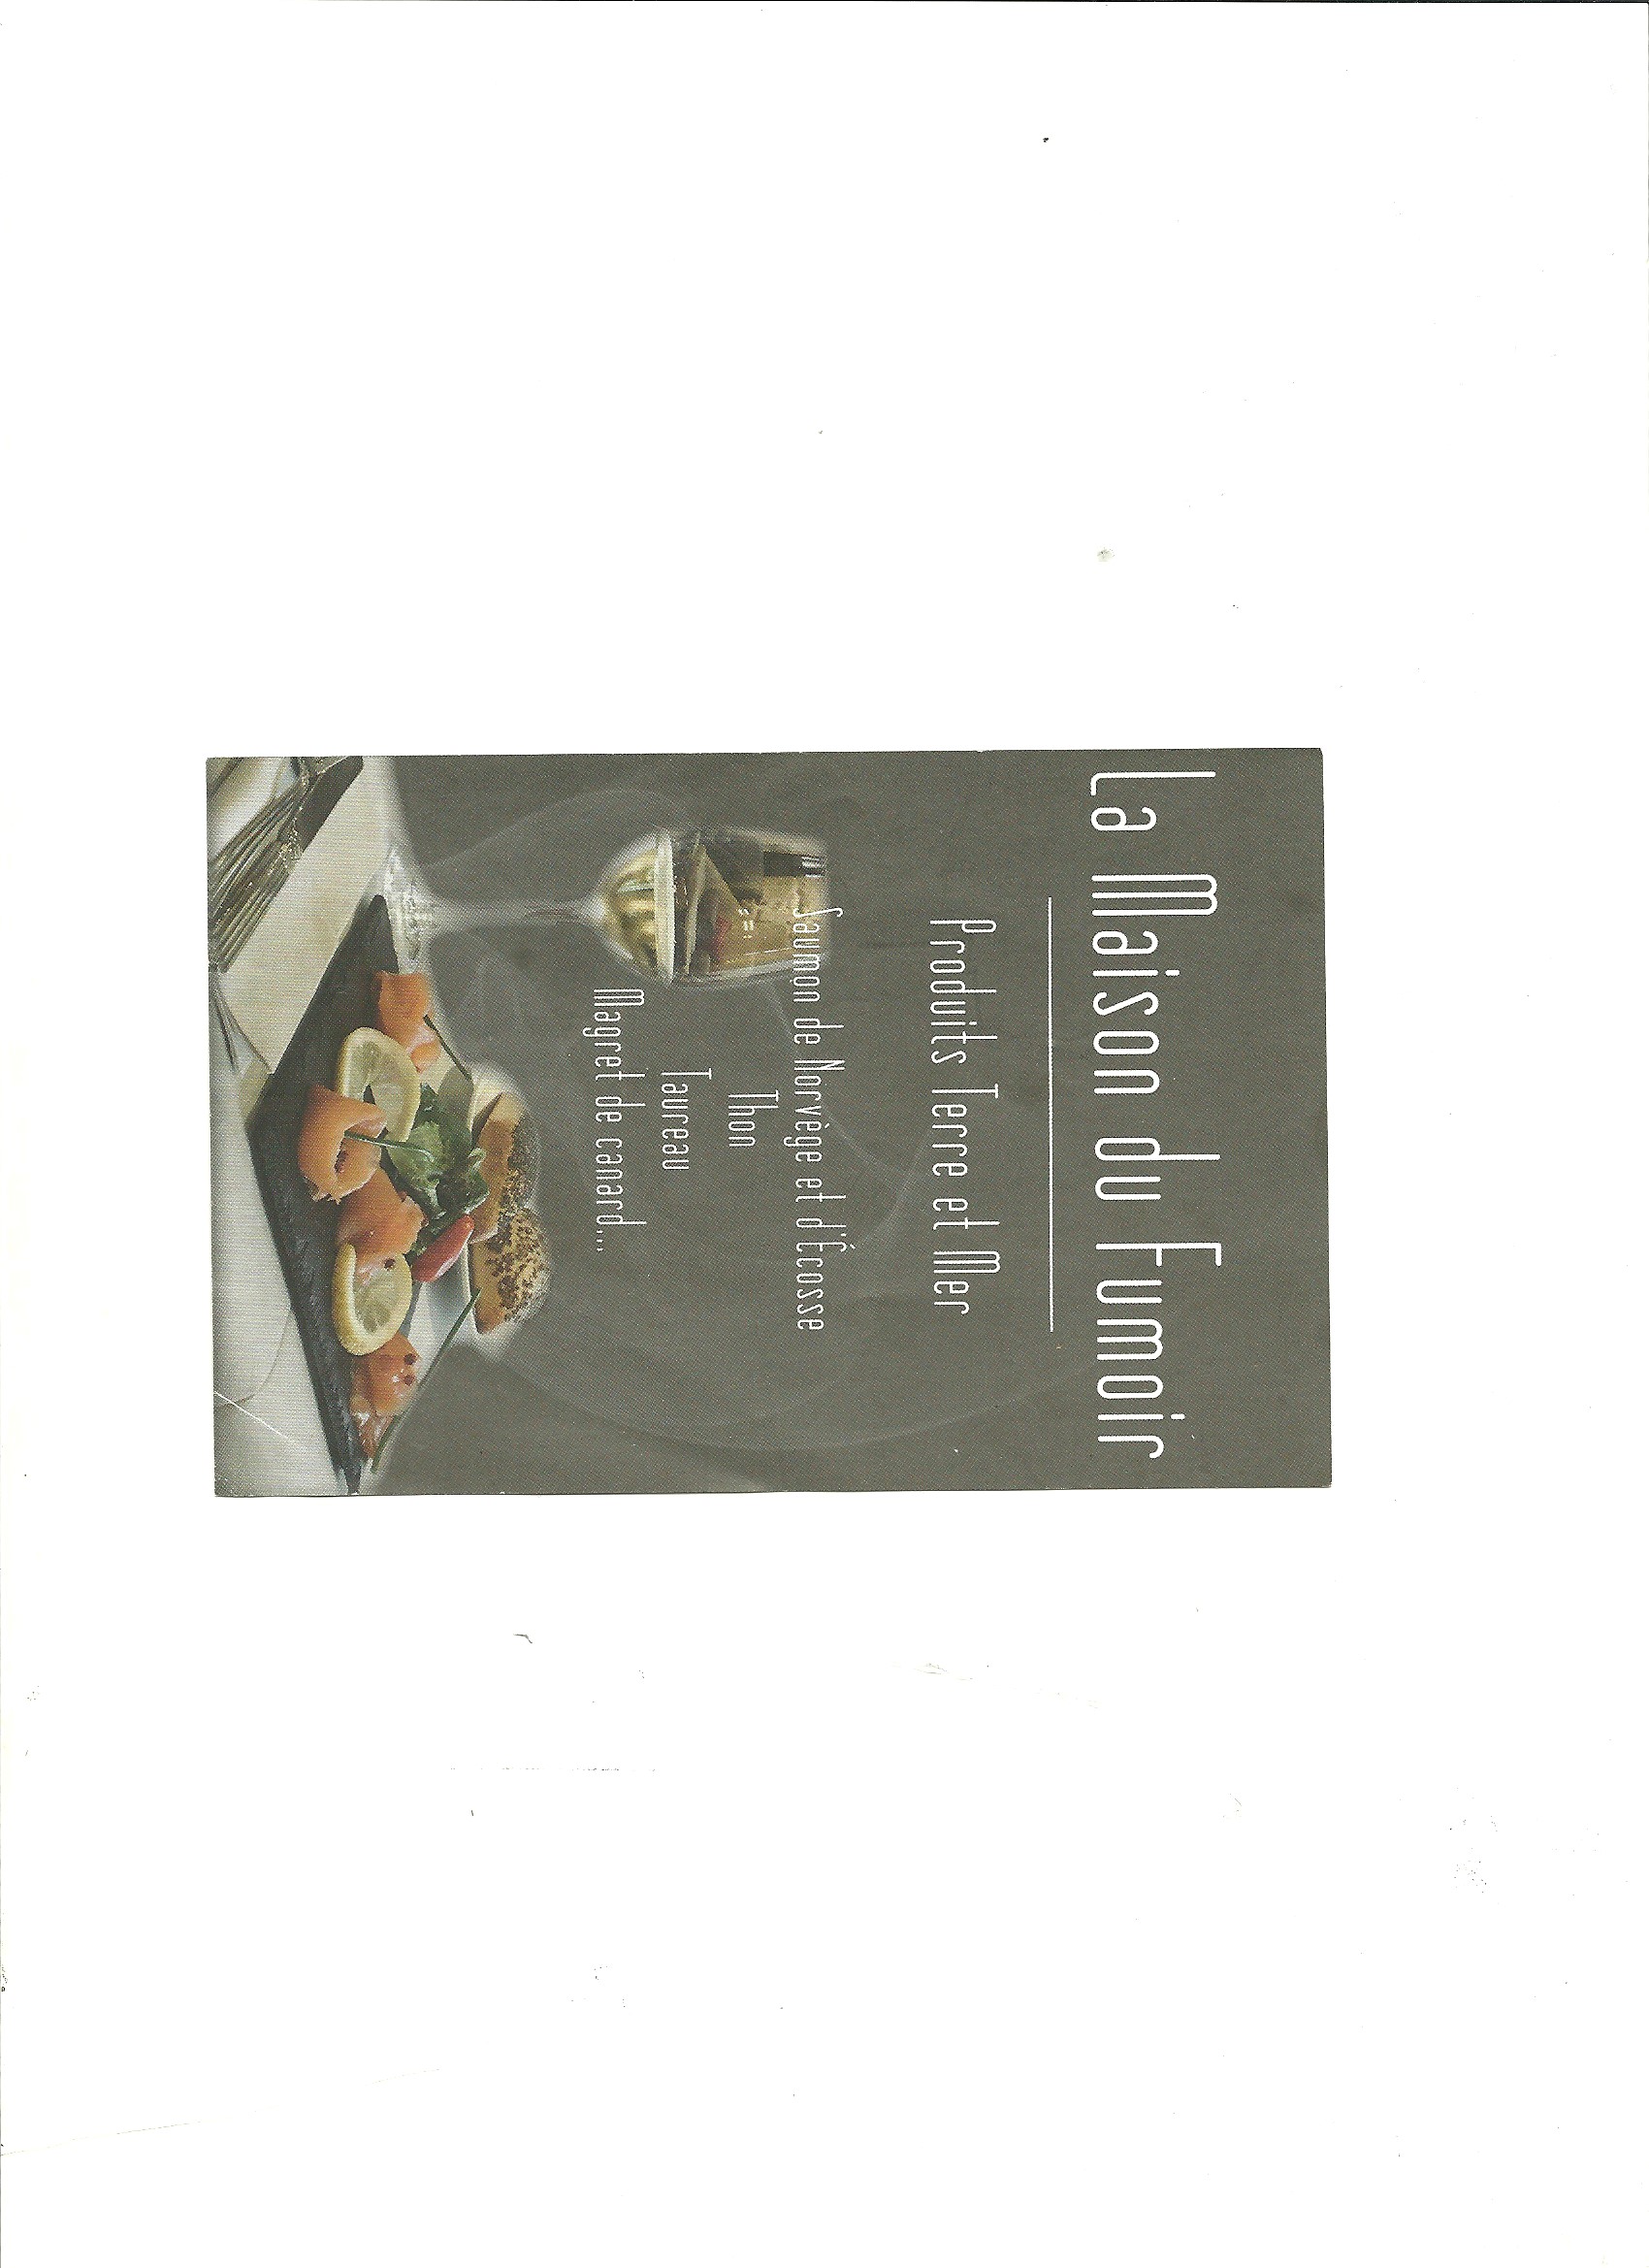 La Maison du Fumoir
Produits Terre et Mer
Saumon de Norvège et d'Écosse
Thon
Taureau
Magret de canard...